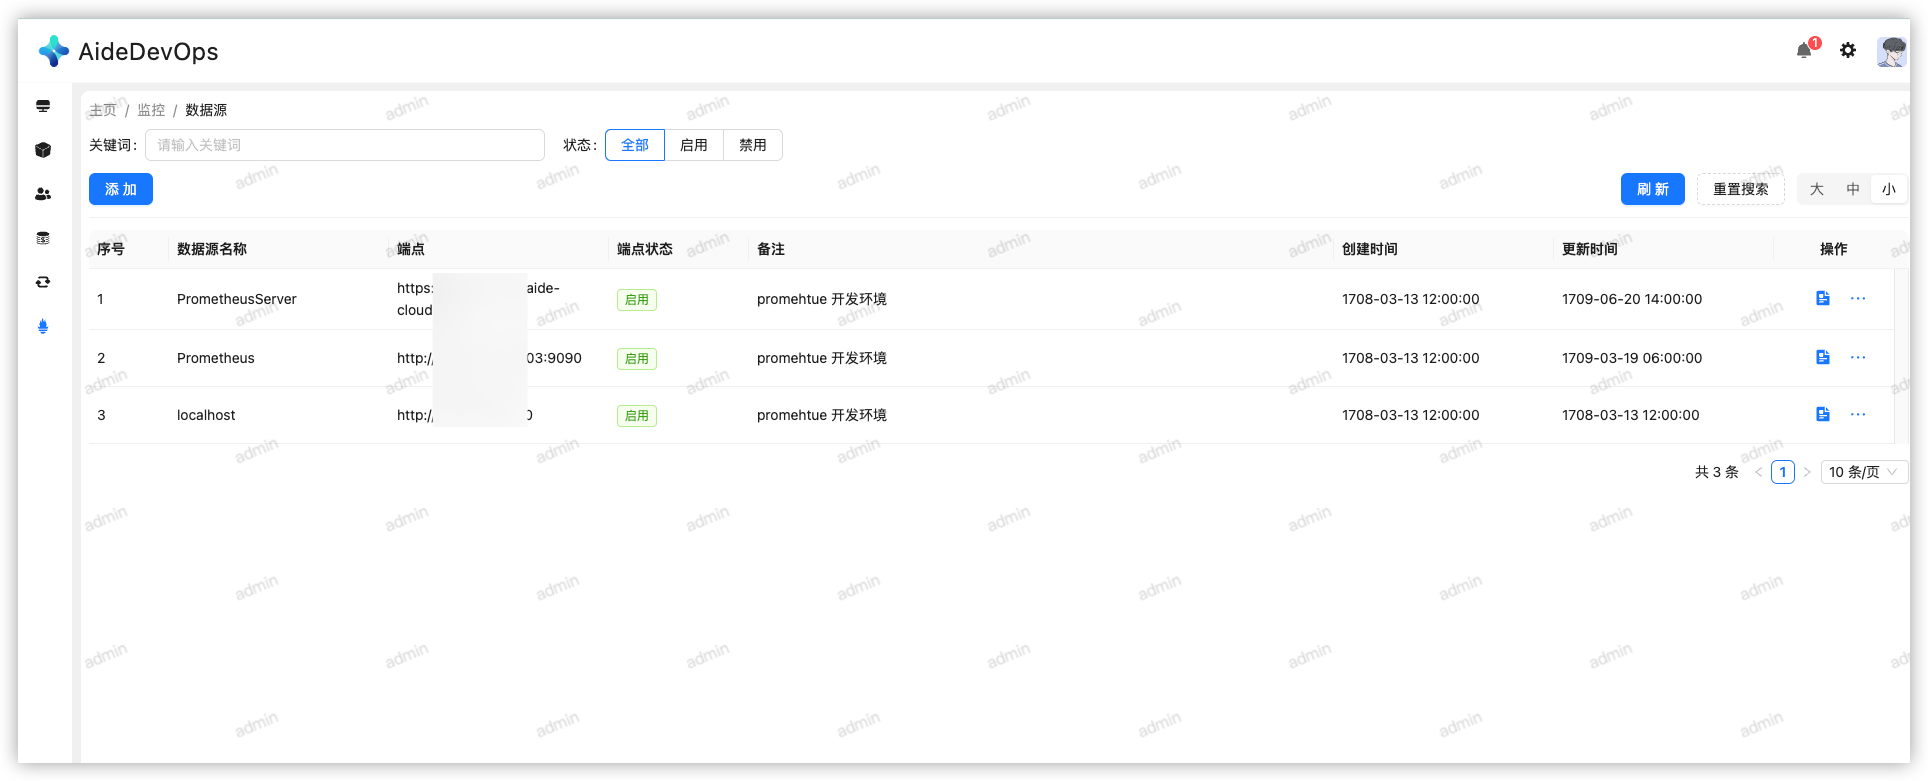 AideDevOps
1
主页 / 监控 / 数据源
关键词: 请输入关键词 状态: 全部 启用 禁用
添 加 刷 新 重置搜索 大 中 小
序号 数据源名称 端点 端点状态 备注 创建时间 更新时间 操作
1 PrometheusServer https: aide-cloud 启用 promehtue 开发环境 1708-03-13 12:00:00 1709-06-20 14:00:00 ···
2 Prometheus http:// 03:9090 启用 promehtue 开发环境 1708-03-13 12:00:00 1709-03-19 06:00:00 ···
3 localhost http:// 0 启用 promehtue 开发环境 1708-03-13 12:00:00 1708-03-13 12:00:00 ···
共 3 条 < 1 > 10 条/页
admin